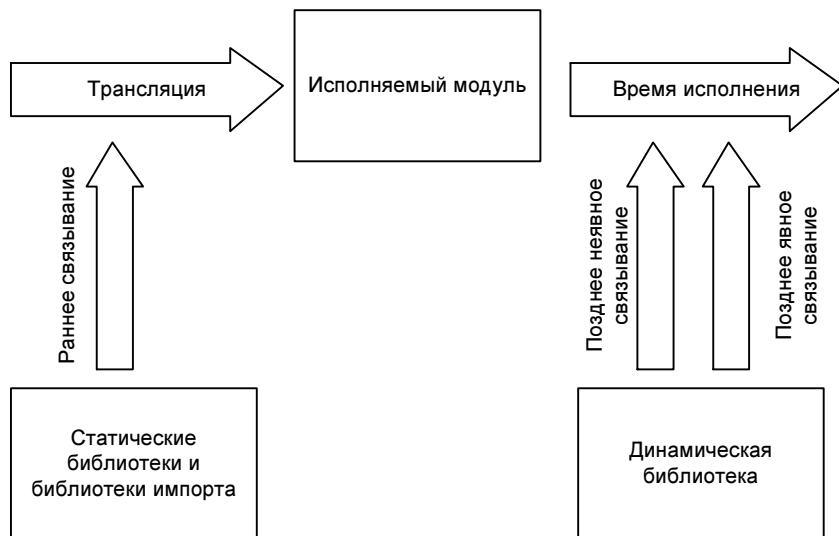 Трансляция
Исполняемый модуль
Время исполнения
Раннее связывание
Позднее неявное
связывание
Позднее явное
связывание
Статические
библиотеки и
библиотеки импорта
Динамическая
библиотека